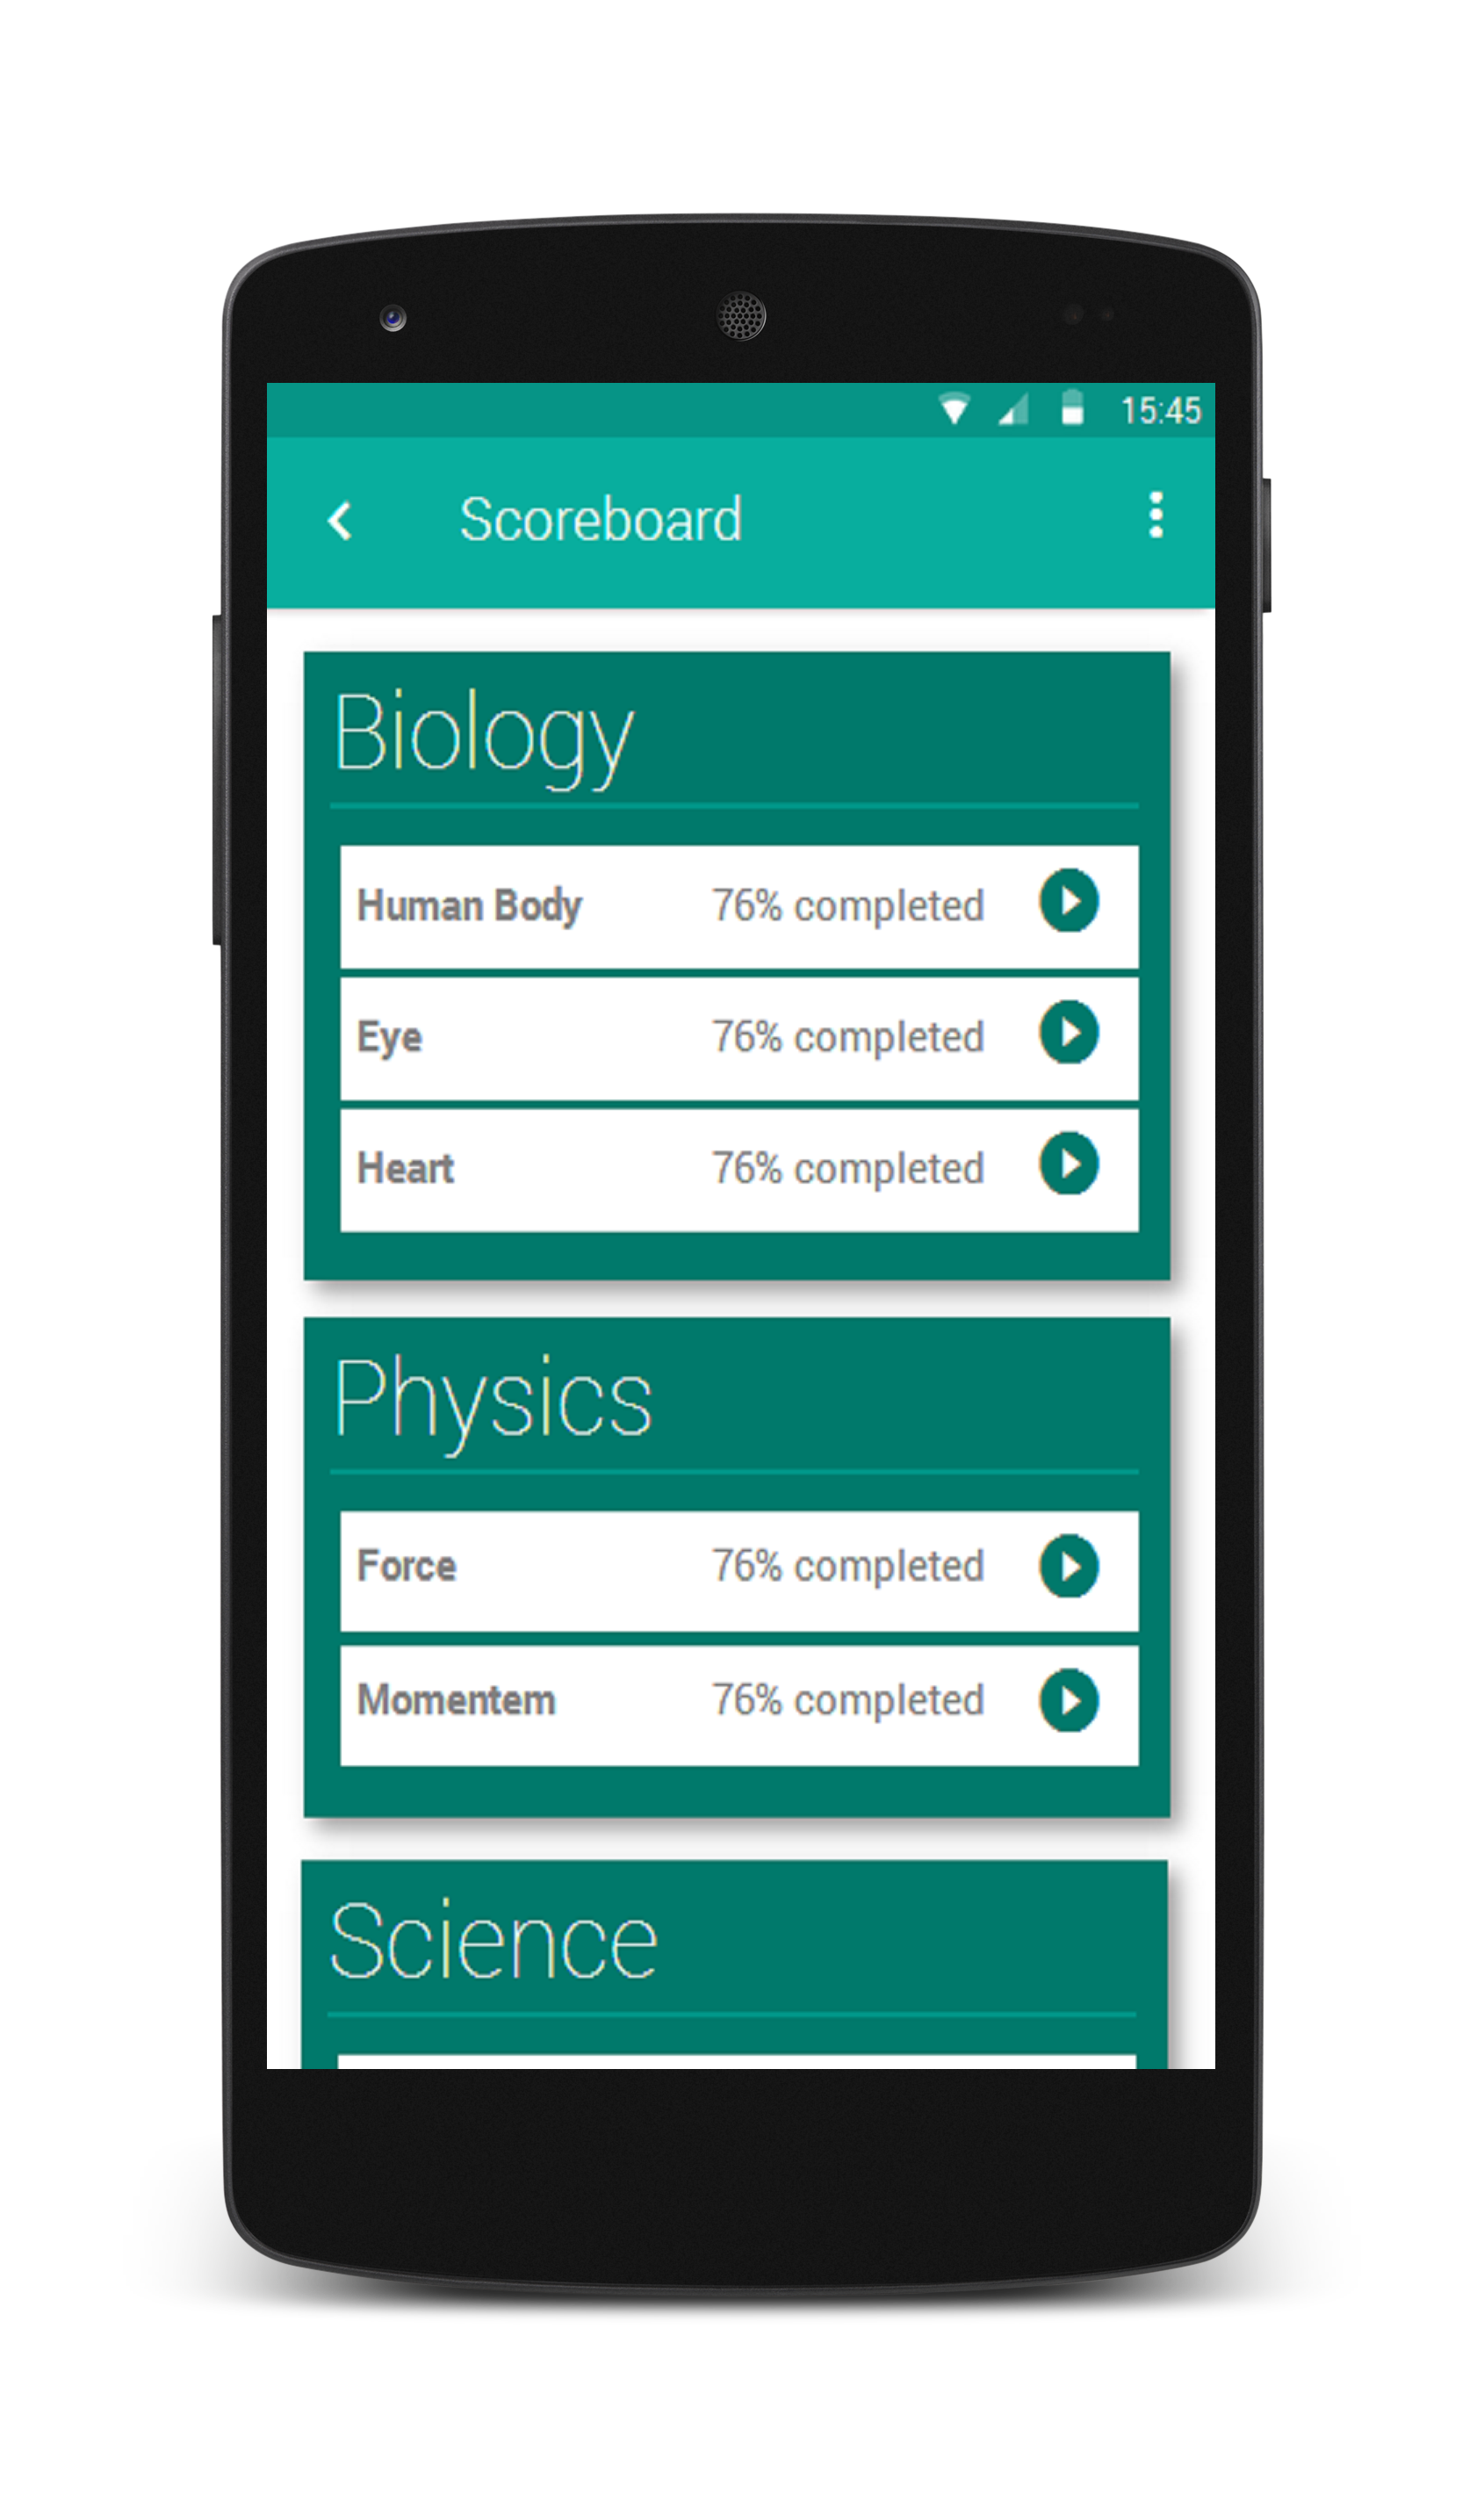 15:45
Scoreboard
Biology
Human Body 76% completed
Eye 76% completed
Heart 76% completed
Physics
Force 76% completed
Momentem 76% completed
Science